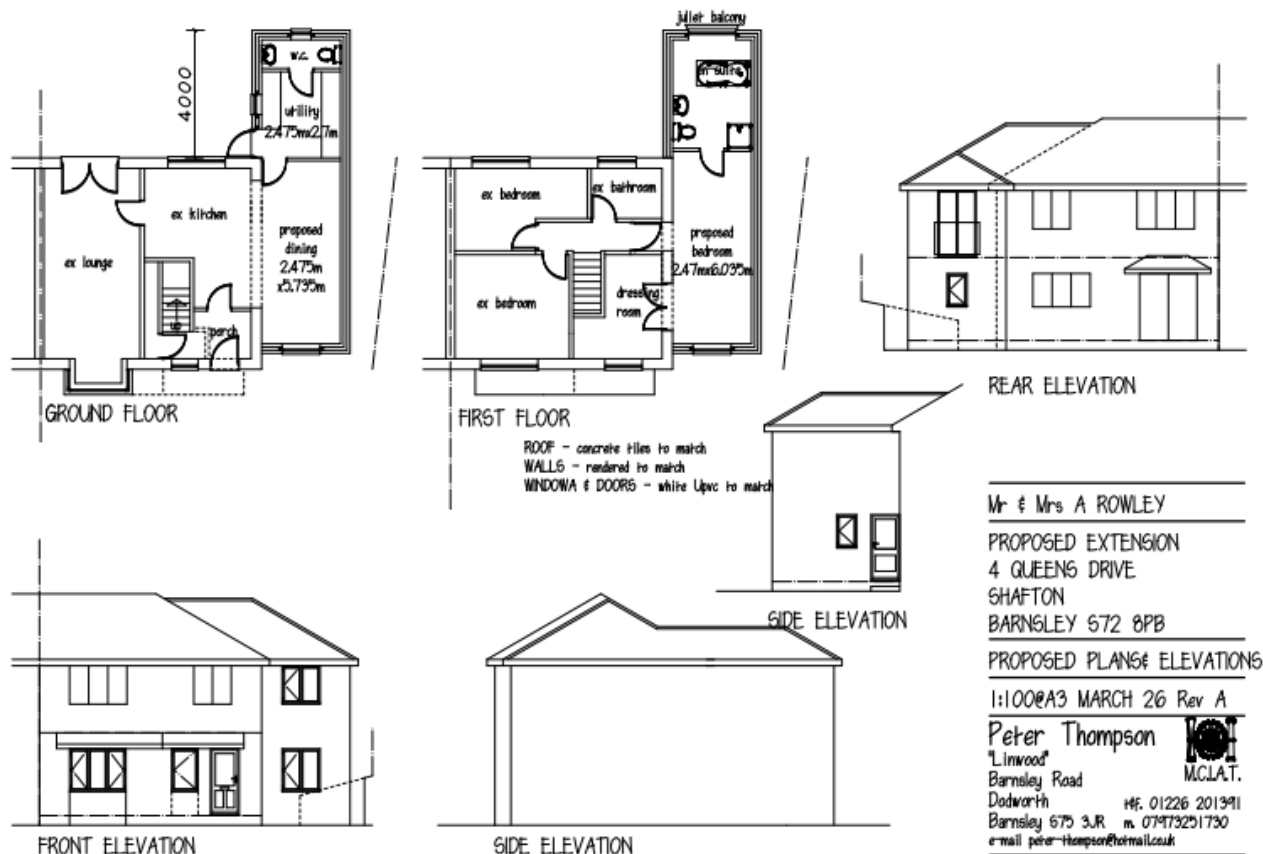 4000
w.c.
utility
2.475mx2.7m
ex kitchen
ex lounge
proposed
dining
2.475m
x5.735m
up
porch
GROUND FLOOR
juliet balcony
en-suite
ex bedroom
ex bathroom
proposed
bedroom
2.47mx6.035m
ex bedroom
dressing
room
FIRST FLOOR
ROOF - concrete tiles to match
WALLS - rendered to match
WINDOWA & DOORS - white Upvc to match
REAR ELEVATION
SIDE ELEVATION
FRONT ELEVATION
SIDE ELEVATION
Mr & Mrs A ROWLEY
PROPOSED EXTENSION
4 QUEENS DRIVE
SHAFTON
BARNSLEY S72 8PB
PROPOSED PLANS& ELEVATIONS
1:100@A3 MARCH 26 Rev A
Peter Thompson
"Linwood"
Barnsley Road
Dodworth
Barnsley S75 3JR
M.C.I.A.T.
t&f. 01226 201391
m. 07973251730
e-mail peter-thompson@hotmail.co.uk